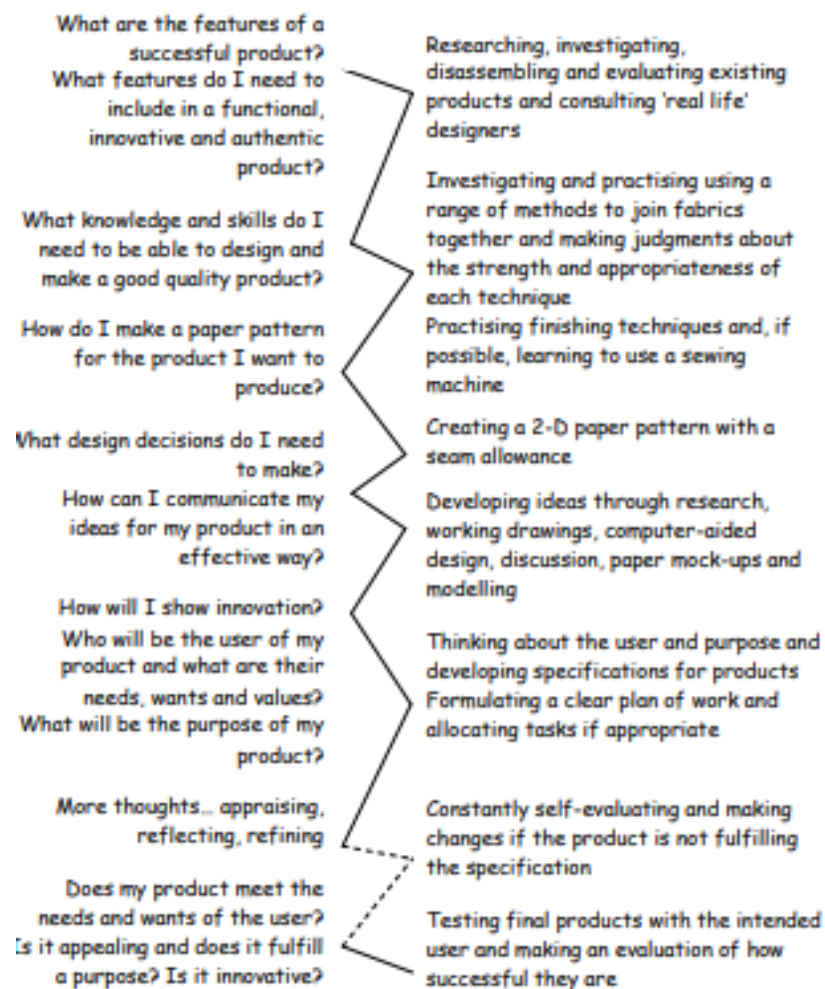 What are the features of a
successful product?
What features do I need to
include in a functional,
innovative and authentic
product?
Researching, investigating,
disassembling and evaluating existing
products and consulting 'real life'
designers
What knowledge and skills do I
need to be able to design and
make a good quality product?
Investigating and practising using a
range of methods to join fabrics
together and making judgments about
the strength and appropriateness of
each technique
Practising finishing techniques and, if
possible, learning to use a sewing
machine
How do I make a paper pattern
for the product I want to
produce?
Creating a 2-D paper pattern with a
seam allowance
What design decisions do I need
to make?
How can I communicate my
ideas for my product in an
effective way?
Developing ideas through research,
working drawings, computer-aided
design, discussion, paper mock-ups and
modelling
How will I show innovation?
Who will be the user of my
product and what are their
needs, wants and values?
What will be the purpose of my
product?
Thinking about the user and purpose and
developing specifications for products
Formulating a clear plan of work and
allocating tasks if appropriate
More thoughts... appraising,
reflecting, refining
Constantly self-evaluating and making
changes if the product is not fulfilling
the specification
Does my product meet the
needs and wants of the user?
Is it appealing and does it fulfill
a purpose? Is it innovative?
Testing final products with the intended
user and making an evaluation of how
successful they are